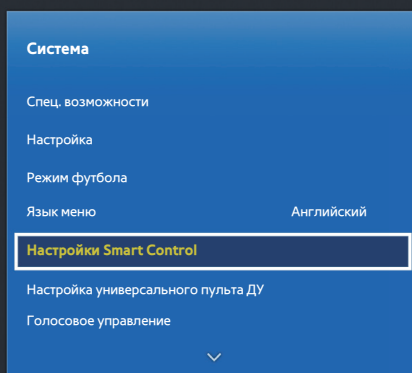 Система
Спец. возможности
Настройка
Режим футбола
Язык меню Английский
Настройки Smart Control
Настройка универсального пульта ДУ
Голосовое управление